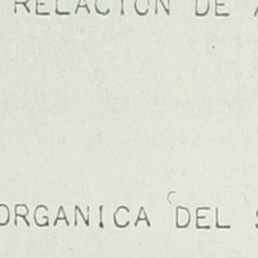 RELACION DE
ORGANICA DEL